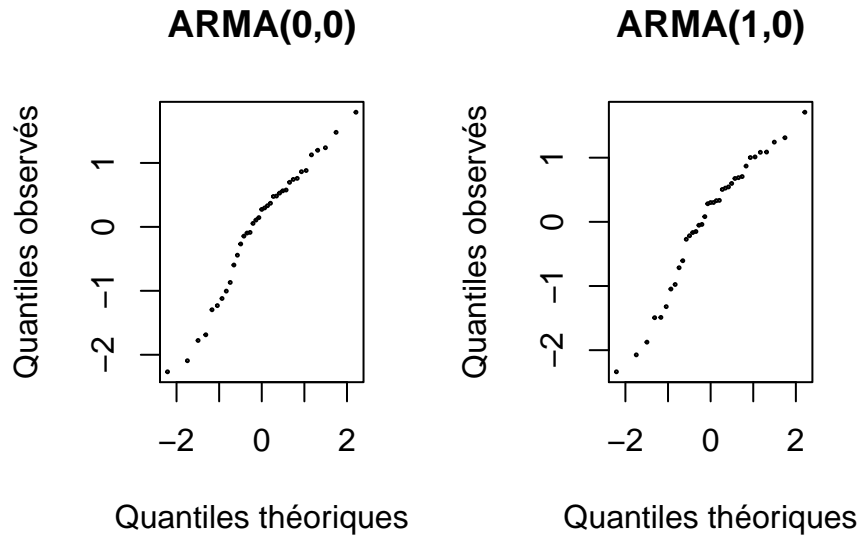 ARMA(0,0)
Quantiles observés
1
0
−1
−2
−2
0
2
Quantiles théoriques
ARMA(1,0)
Quantiles observés
1
0
−1
−2
−2
0
2
Quantiles théoriques